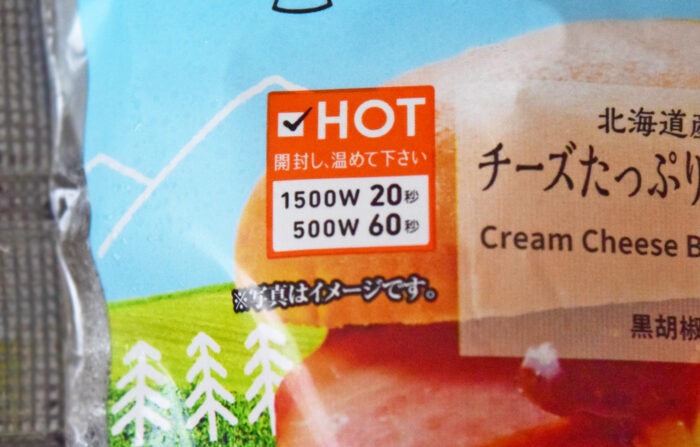 HOT
開封し、温めて下さい
1500W 20秒
500W 60秒
※写真はイメージです。
北海道産
チーズたっぷり
Cream Cheese B
黒胡椒